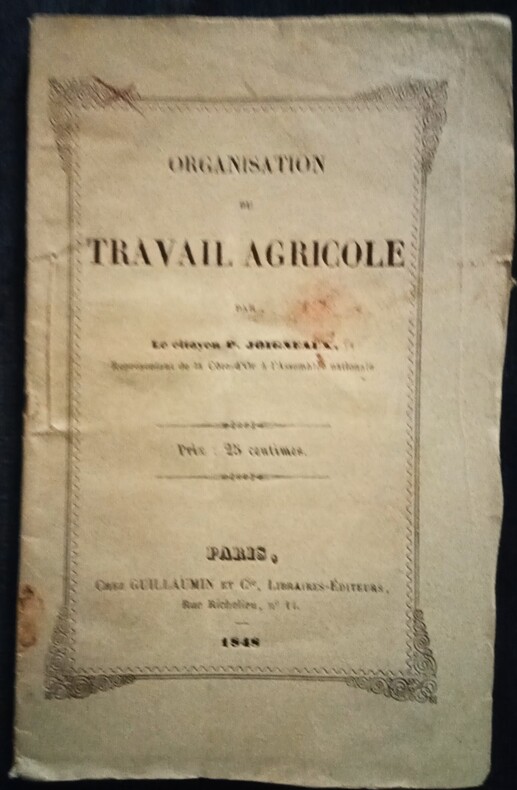 ORGANISATION
DU
TRAVAIL AGRICOLE
PAR
Le citoyen P. JOIGNEAUX,
Représentant de la Côte-d'Or à l'Assemblée nationale
Prix : 25 centimes.
PARIS,
CHEZ GUILLAUMIN ET Cie, LIBRAIRES-ÉDITEURS,
Rue Richelieu, n° 14.
1848